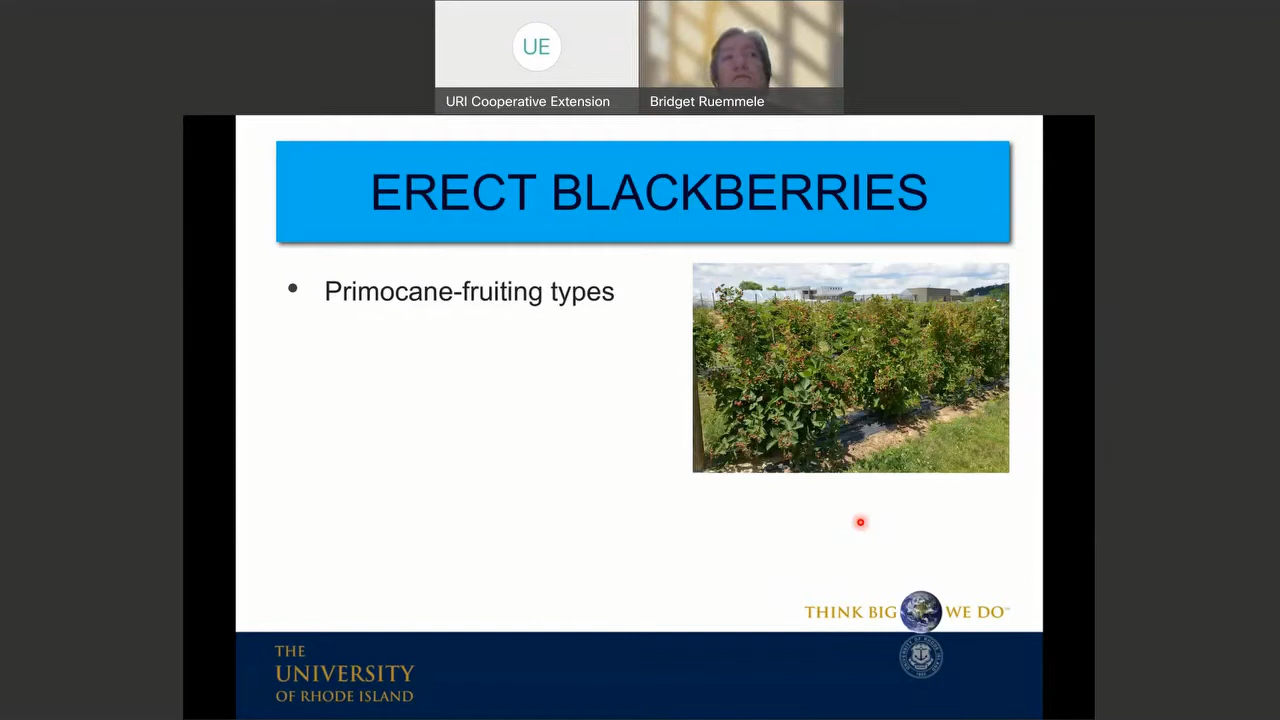 UE
URI Cooperative Extension
Bridget Ruemmele
ERECT BLACKBERRIES
• Primocane-fruiting types
THINK BIG WE DO™
THE
UNIVERSITY
OF RHODE ISLAND